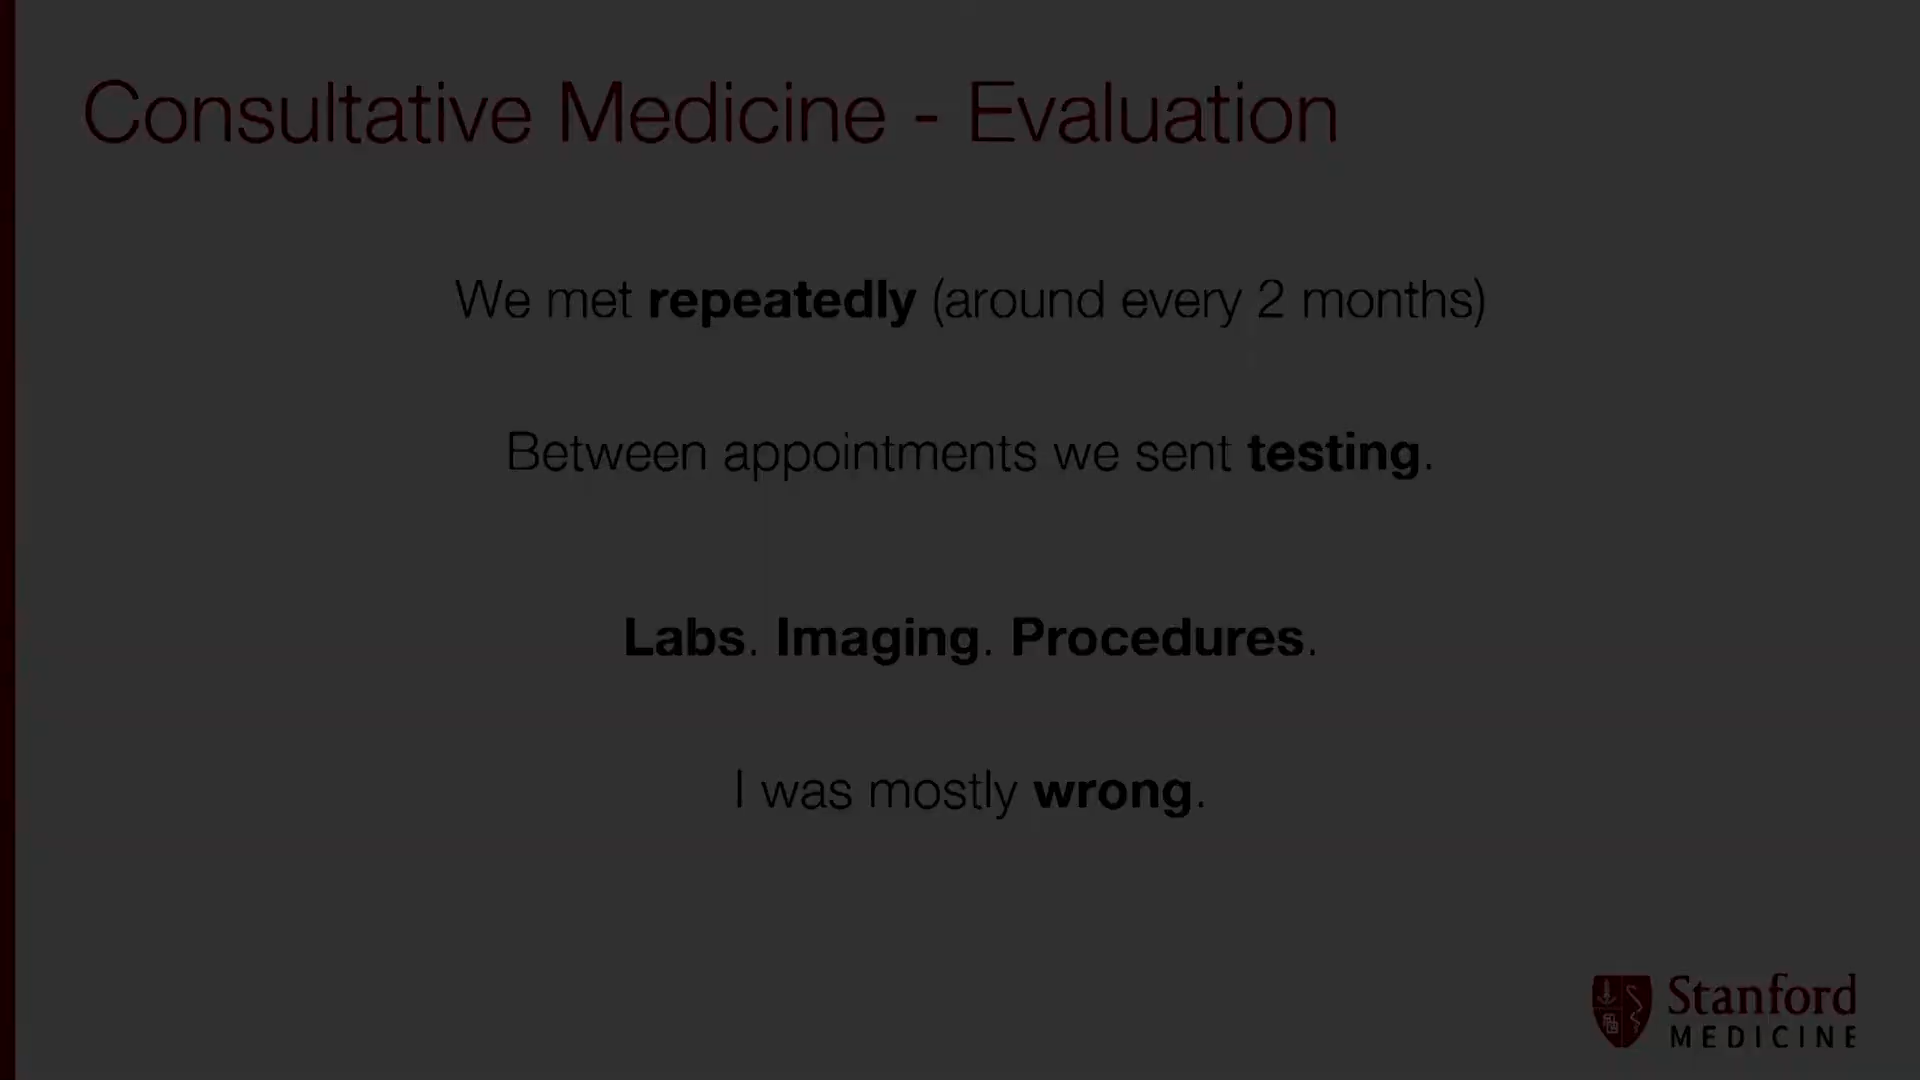 Consultative Medicine - Evaluation
We met repeatedly (around every 2 months)
Between appointments we sent testing.
Labs. Imaging. Procedures.
I was mostly wrong.
Stanford
MEDICINE